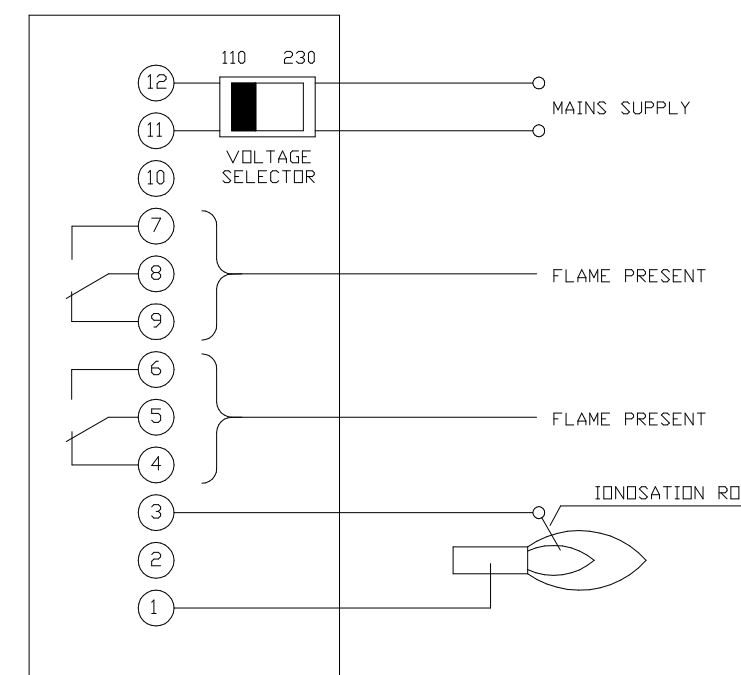 110 230
12
MAINS SUPPLY
11
VOLTAGE
SELECTOR
10
7
8
FLAME PRESENT
9
6
5
FLAME PRESENT
4
IONOSATION RO
3
2
1